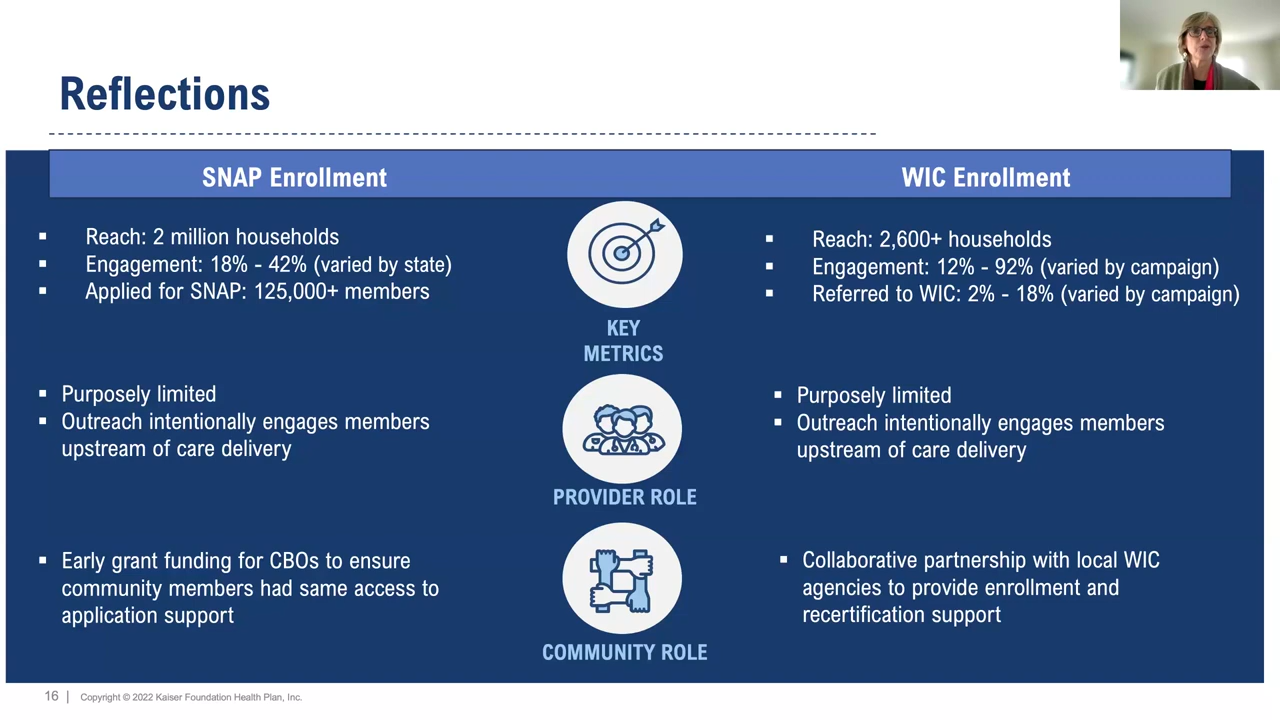 Reflections
SNAP Enrollment
WIC Enrollment
▪ Reach: 2 million households
▪ Engagement: 18% - 42% (varied by state)
▪ Applied for SNAP: 125,000+ members
KEY
METRICS
▪ Reach: 2,600+ households
▪ Engagement: 12% - 92% (varied by campaign)
▪ Referred to WIC: 2% - 18% (varied by campaign)
▪ Purposely limited
▪ Outreach intentionally engages members
upstream of care delivery
PROVIDER ROLE
▪ Purposely limited
▪ Outreach intentionally engages members
upstream of care delivery
▪ Early grant funding for CBOs to ensure
community members had same access to
application support
COMMUNITY ROLE
▪ Collaborative partnership with local WIC
agencies to provide enrollment and
recertification support
16 | Copyright © 2022 Kaiser Foundation Health Plan, Inc.